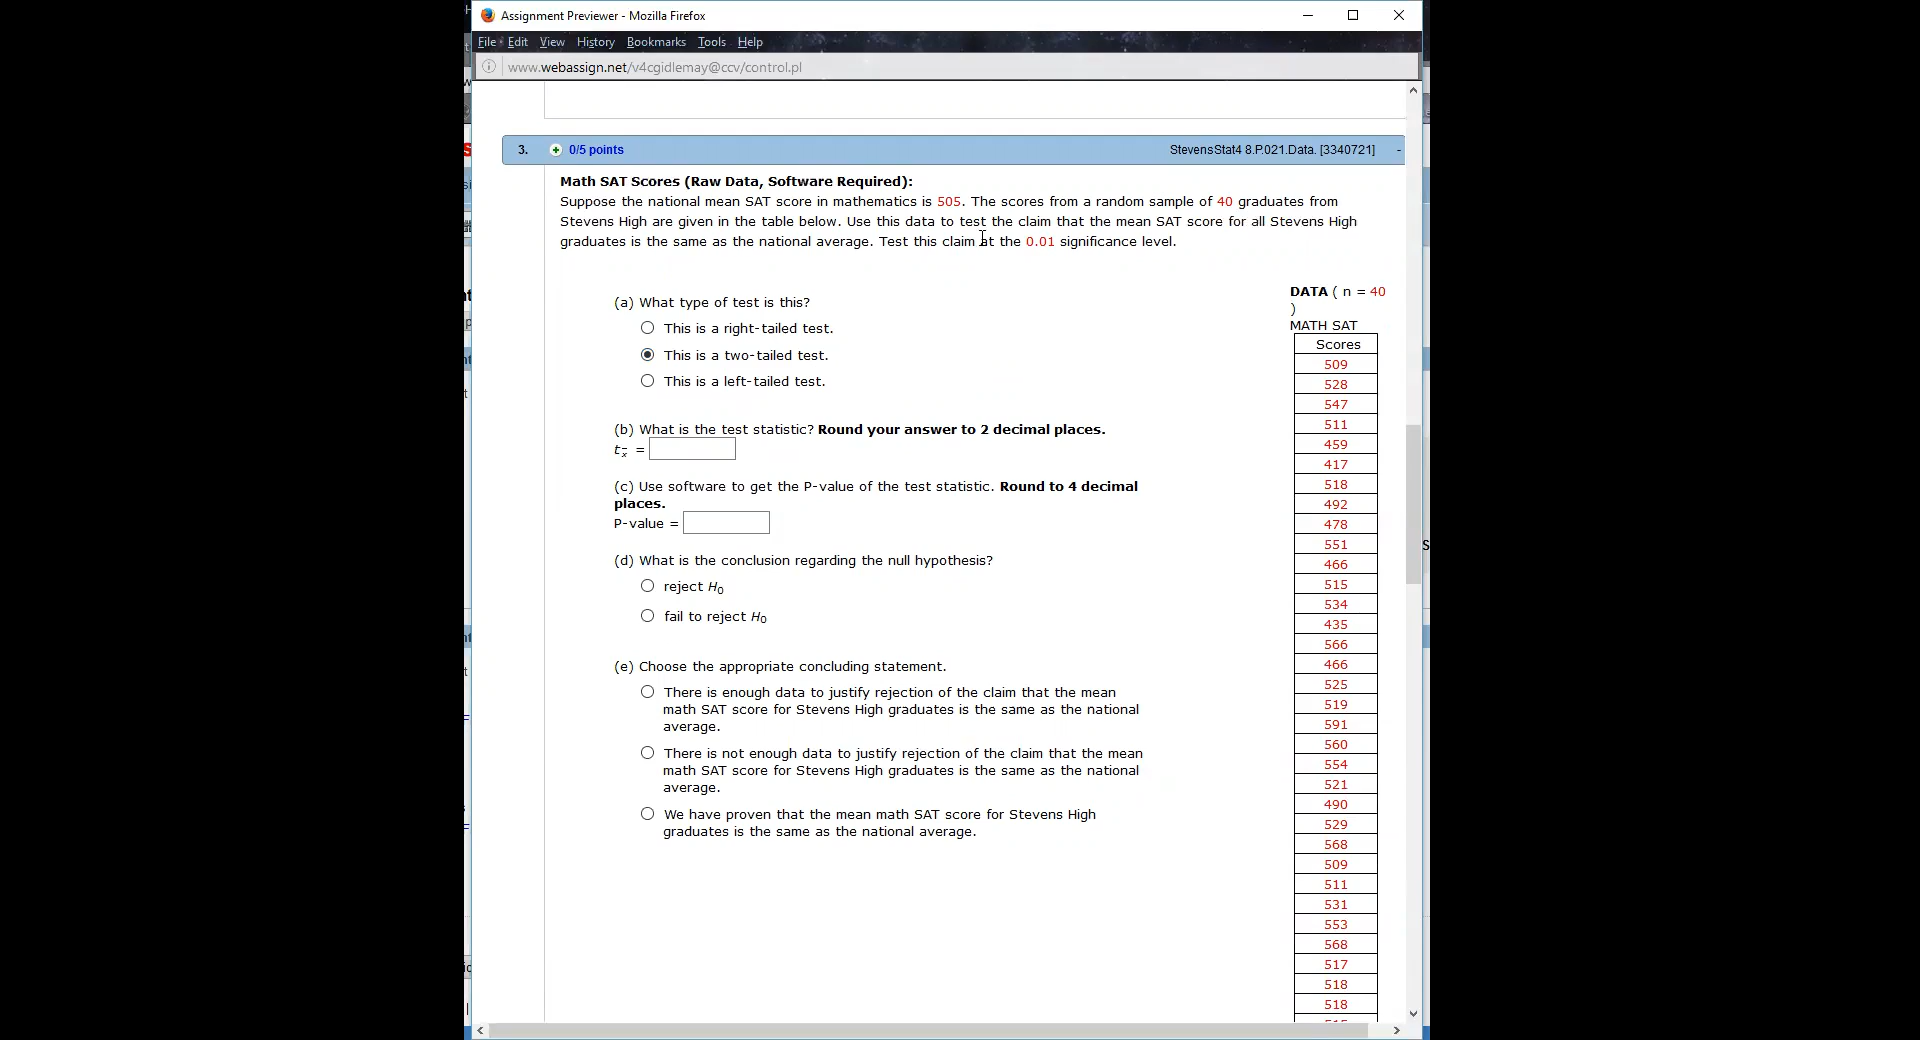 Assignment Previewer - Mozilla Firefox
File Edit View History Bookmarks Tools Help
www.webassign.net/v4cgidlemay@ccv/control.pl
3. 0/5 points StevensStat4 8.P.021.Data. [3340721] -
Math SAT Scores (Raw Data, Software Required):
Suppose the national mean SAT score in mathematics is 505. The scores from a random sample of 40 graduates from
Stevens High are given in the table below. Use this data to test the claim that the mean SAT score for all Stevens High
graduates is the same as the national average. Test this claim at the 0.01 significance level.
(a) What type of test is this?
This is a right-tailed test.
This is a two-tailed test.
This is a left-tailed test.
(b) What is the test statistic? Round your answer to 2 decimal places.
t x̄ =
(c) Use software to get the P-value of the test statistic. Round to 4 decimal
places.
P-value =
(d) What is the conclusion regarding the null hypothesis?
reject H0
fail to reject H0
(e) Choose the appropriate concluding statement.
There is enough data to justify rejection of the claim that the mean
math SAT score for Stevens High graduates is the same as the national
average.
There is not enough data to justify rejection of the claim that the mean
math SAT score for Stevens High graduates is the same as the national
average.
We have proven that the mean math SAT score for Stevens High
graduates is the same as the national average.
DATA ( n = 40
)
MATH SAT
Scores
509
528
547
511
459
417
518
492
478
551
466
515
534
435
566
466
525
519
591
560
554
521
490
529
568
509
511
531
553
568
517
518
518